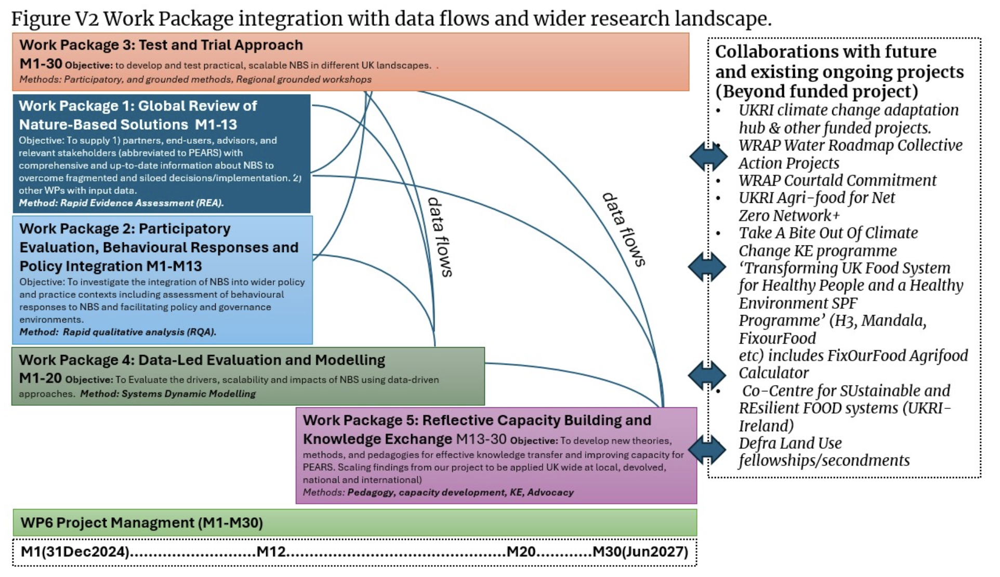 Figure V2 Work Package integration with data flows and wider research landscape.
Work Package 3: Test and Trial Approach
M1-30 Objective: to develop and test practical, scalable NBS in different UK landscapes. .
Methods: Participatory, and grounded methods, Regional grounded workshops
Work Package 1: Global Review of
Nature-Based Solutions M1-13
Objective: To supply 1) partners, end-users, advisors, and
relevant stakeholders (abbreviated to PEARS) with
comprehensive and up-to-date information about NBS to
overcome fragmented and siloed decisions/implementation. 2)
other WPs with input data.
Method: Rapid Evidence Assessment (REA).
Work Package 2: Participatory
Evaluation, Behavioural Responses and
Policy Integration M1-M13
Objective: To investigate the integration of NBS into wider policy
and practice contexts including assessment of behavioural
responses to NBS and facilitating policy and governance
environments.
Method: Rapid qualitative analysis (RQA).
data flows
data flows
Work Package 4: Data-Led Evaluation and Modelling
M1-20 Objective: To Evaluate the drivers, scalability and impacts of NBS using data-driven
approaches. Method: Systems Dynamic Modelling
Work Package 5: Reflective Capacity Building and
Knowledge Exchange M13-30 Objective: To develop new theories,
methods, and pedagogies for effective knowledge transfer and improving capacity for
PEARS. Scaling findings from our project to be applied UK wide at local, devolved,
national and international)
Methods: Pedagogy, capacity development, KE, Advocacy
WP6 Project Managment (M1-M30)
M1(31Dec2024)..........................M12.............................................M20............M30(Jun2027)
Collaborations with future
and existing ongoing projects
(Beyond funded project)
• UKRI climate change adaptation
hub & other funded projects.
• WRAP Water Roadmap Collective
Action Projects
• WRAP Courtald Commitment
• UKRI Agri-food for Net
Zero Network+
• Take A Bite Out Of Climate
Change KE programme
‘Transforming UK Food System
for Healthy People and a Healthy
Environment SPF
Programme’ (H3, Mandala,
FixourFood
etc) includes FixOurFood Agrifood
Calculator
• Co-Centre for SUstainable and
REsilient FOOD systems (UKRI-
Ireland)
Defra Land Use
fellowships/secondments